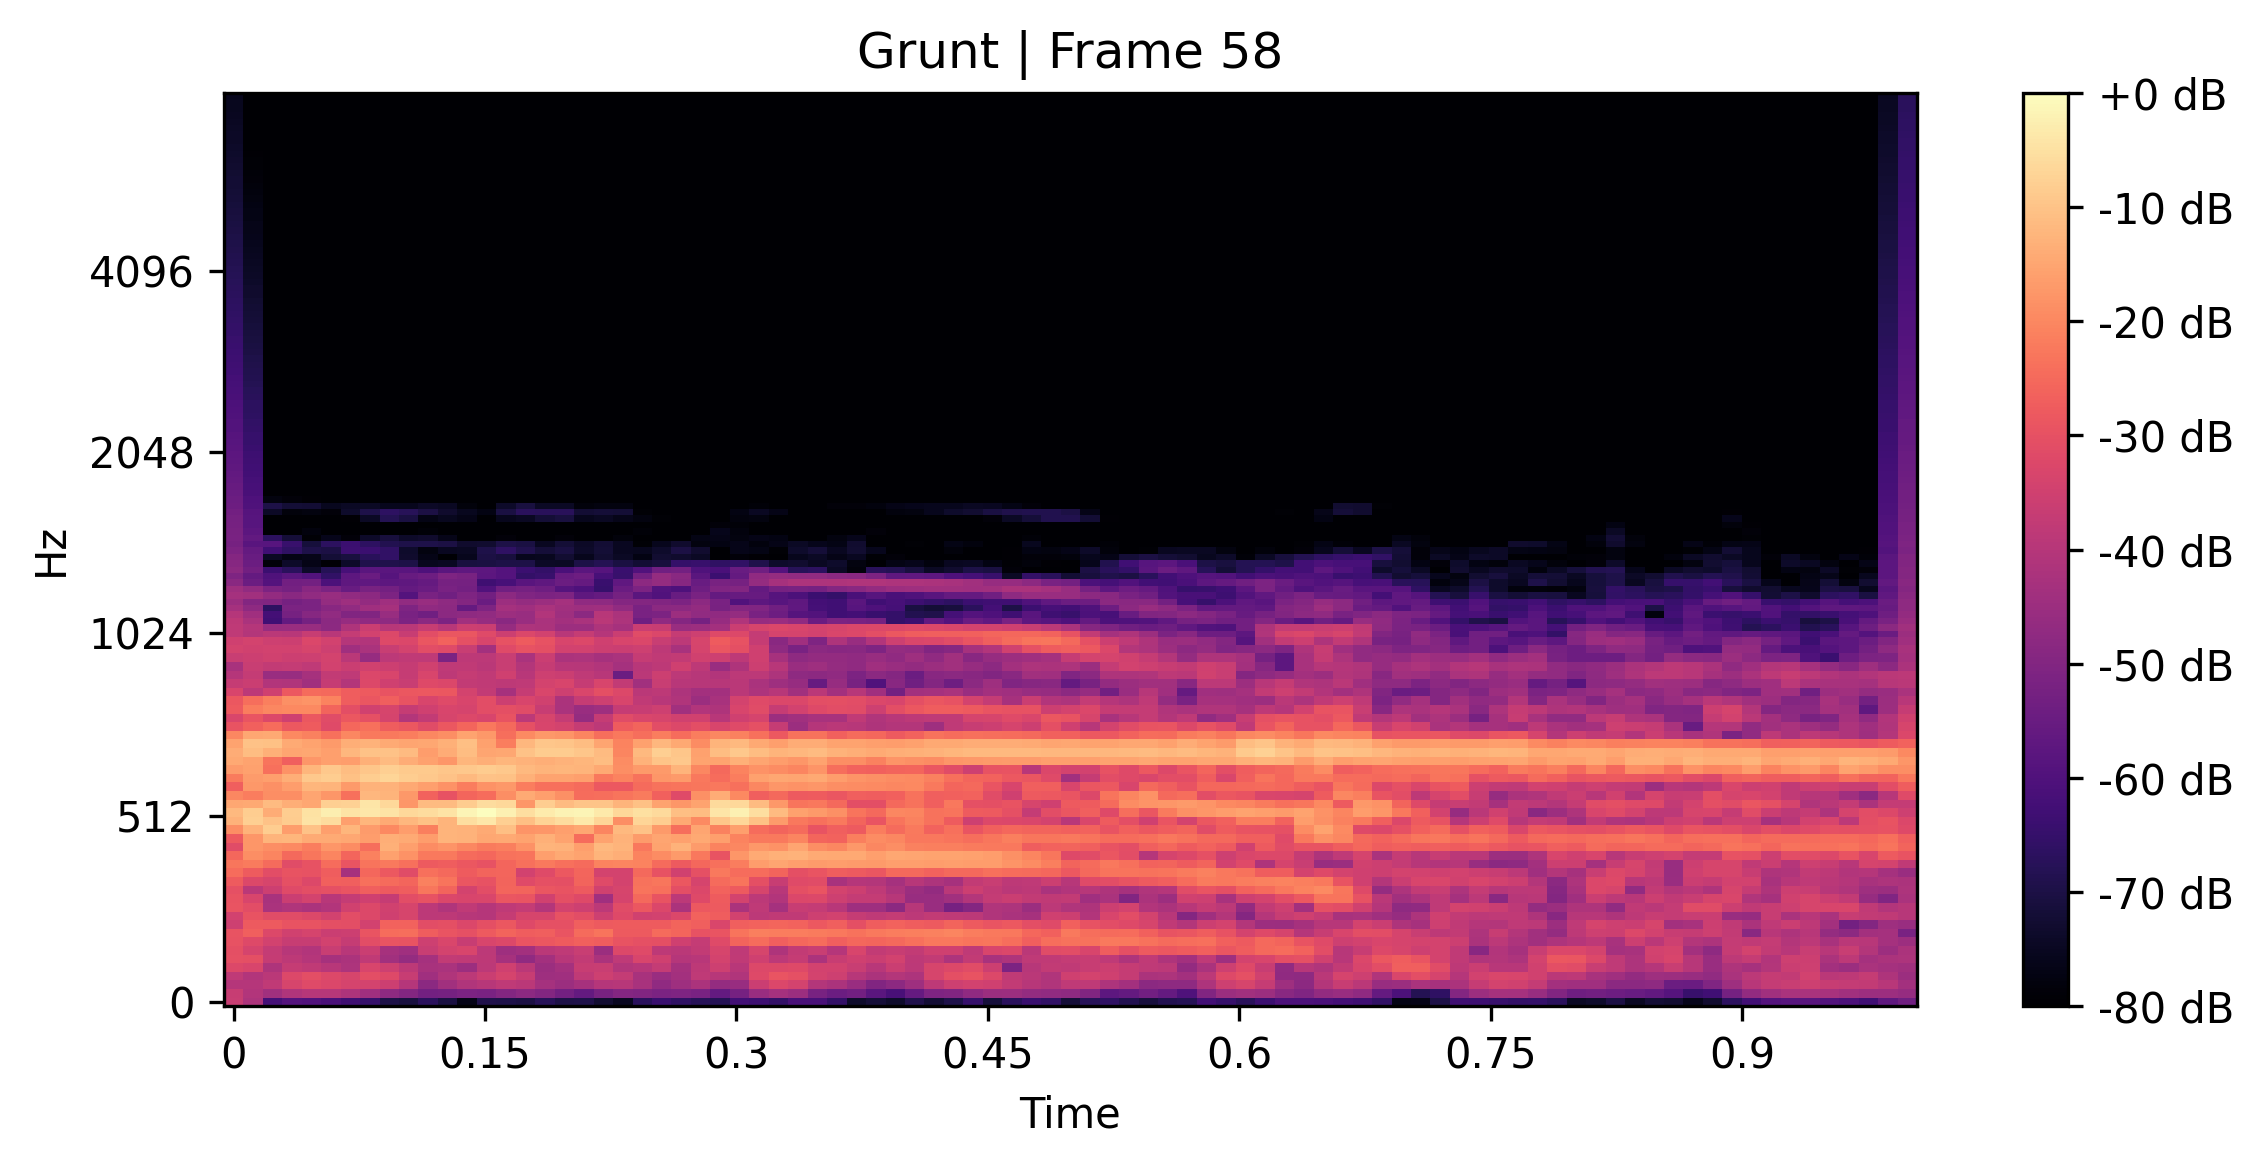 Grunt | Frame 58
Hz
4096
2048
1024
512
0
0 0.15 0.3 0.45 0.6 0.75 0.9
Time
+0 dB
-10 dB
-20 dB
-30 dB
-40 dB
-50 dB
-60 dB
-70 dB
-80 dB